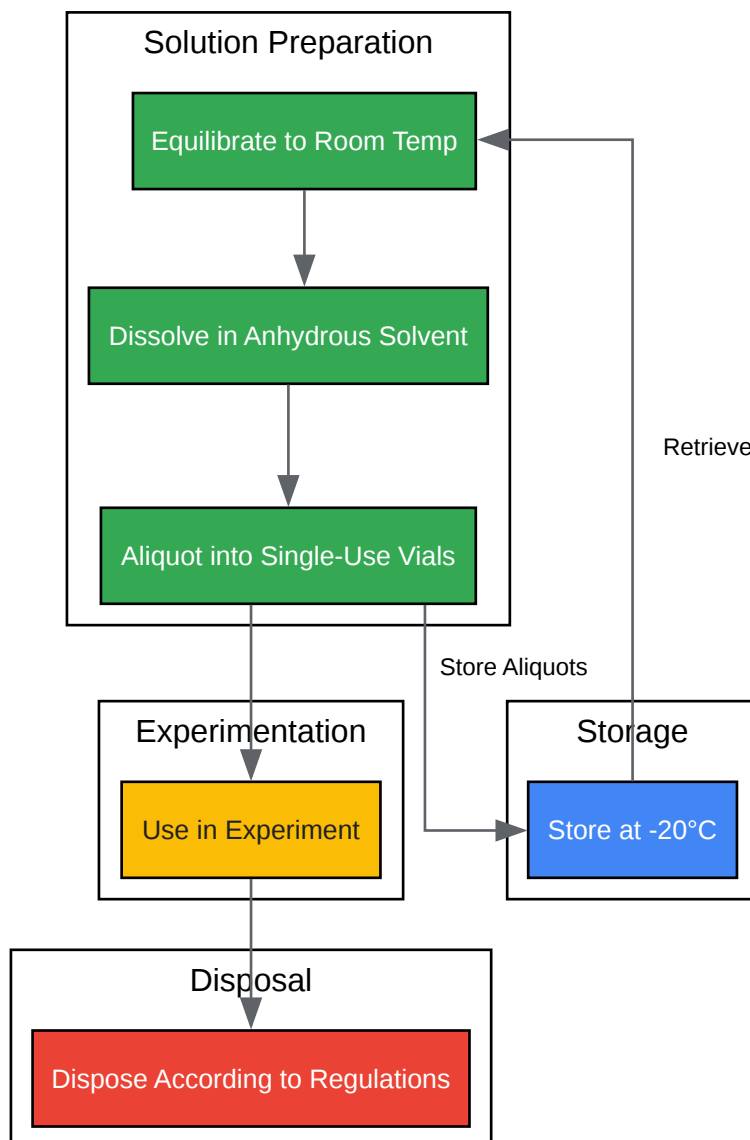 Solution Preparation
Equilibrate to Room Temp
Dissolve in Anhydrous Solvent
Retrieve
Aliquot into Single-Use Vials
Store Aliquots
Experimentation
Storage
Use in Experiment
Store at -20°C
Disposal
Dispose According to Regulations